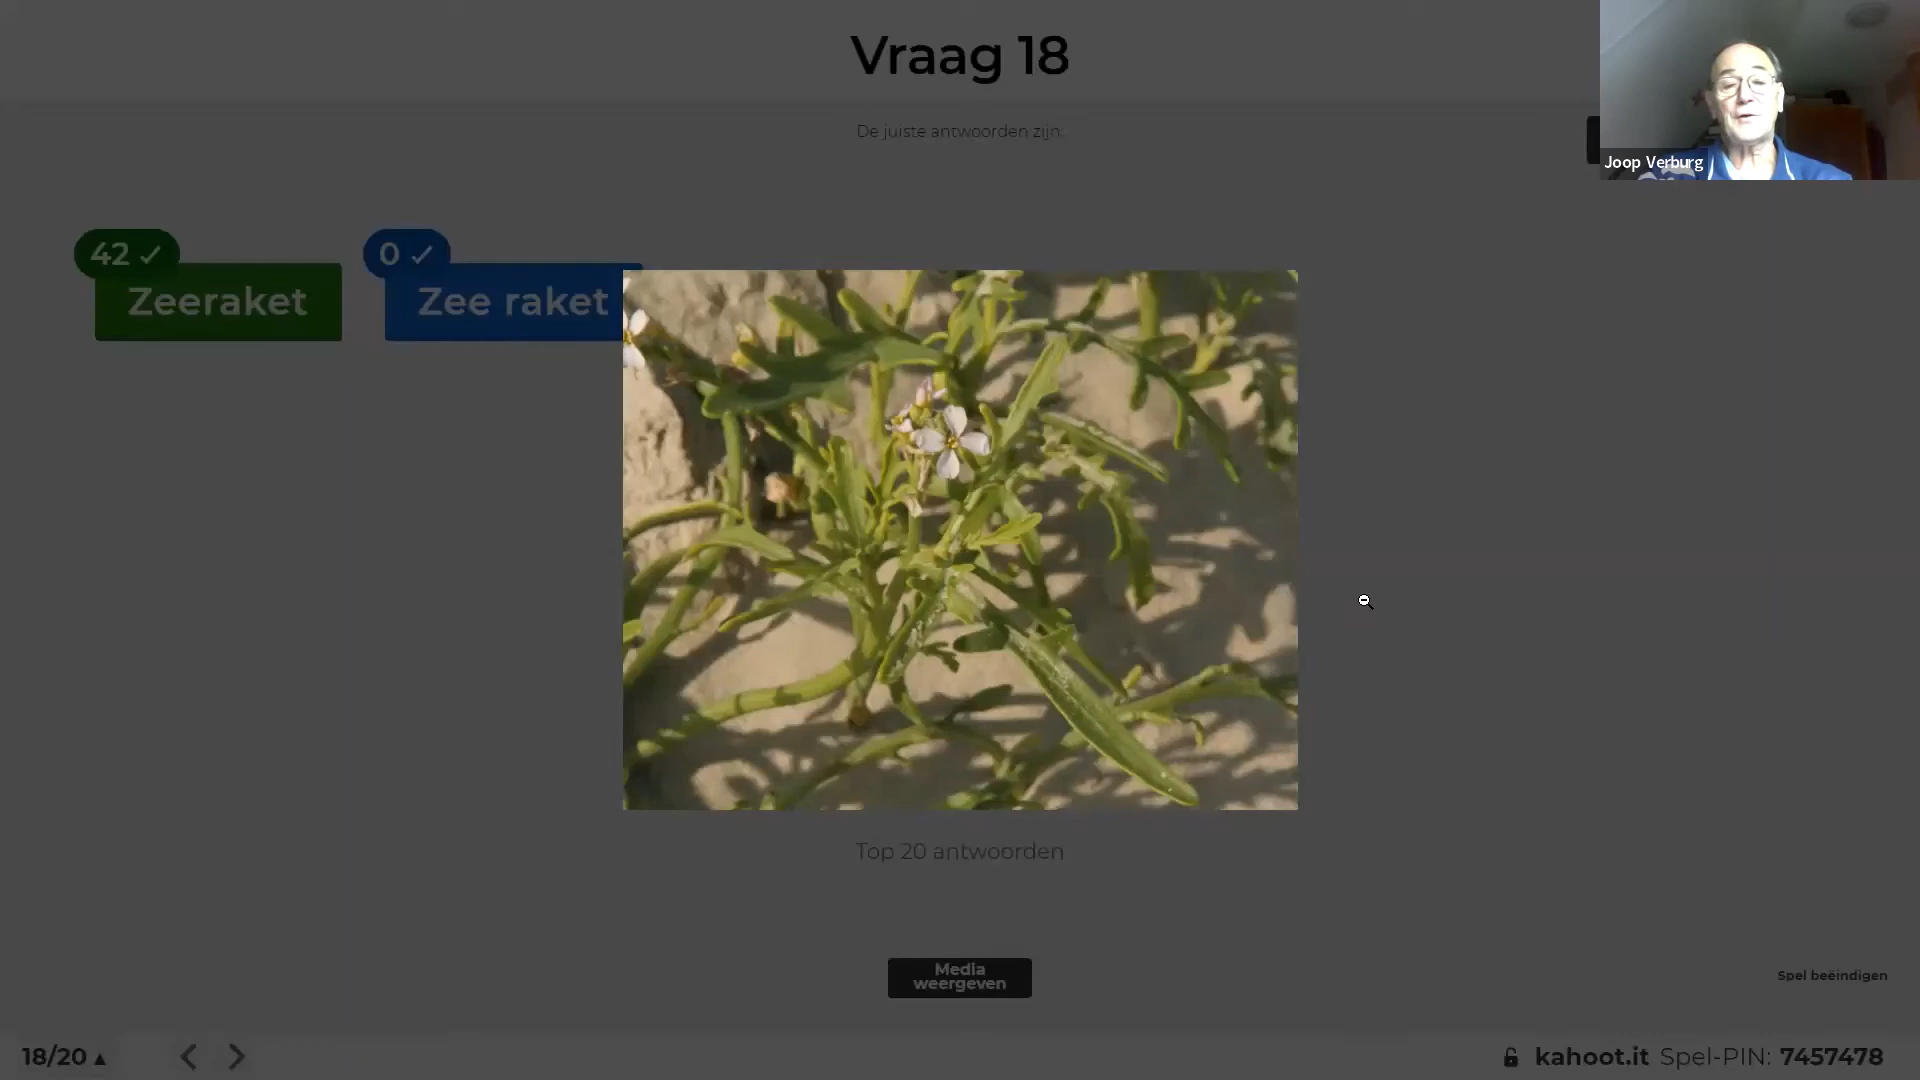 Vraag 18
De juiste antwoorden zijn:
Joop Verburg
42
0
Zeeraket
Zee raket
Top 20 antwoorden
Media
weergeven
Spel beëindigen
18/20
kahoot.it Spel-PIN: 7457478